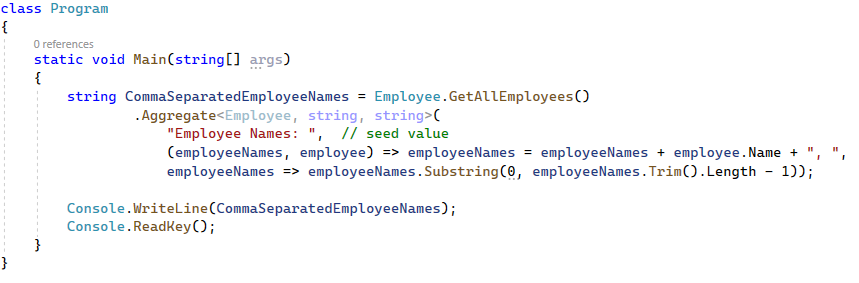 class Program
{
0 references
static void Main(string[] args)
{
string CommaSeparatedEmployeeNames = Employee.GetAllEmployees()
.Aggregate<Employee, string, string>(
"Employee Names: ",  // seed value
(employeeNames, employee) => employeeNames = employeeNames + employee.Name + ", ",
employeeNames => employeeNames.Substring(0, employeeNames.Trim().Length - 1));
Console.WriteLine(CommaSeparatedEmployeeNames);
Console.ReadKey();
}
}